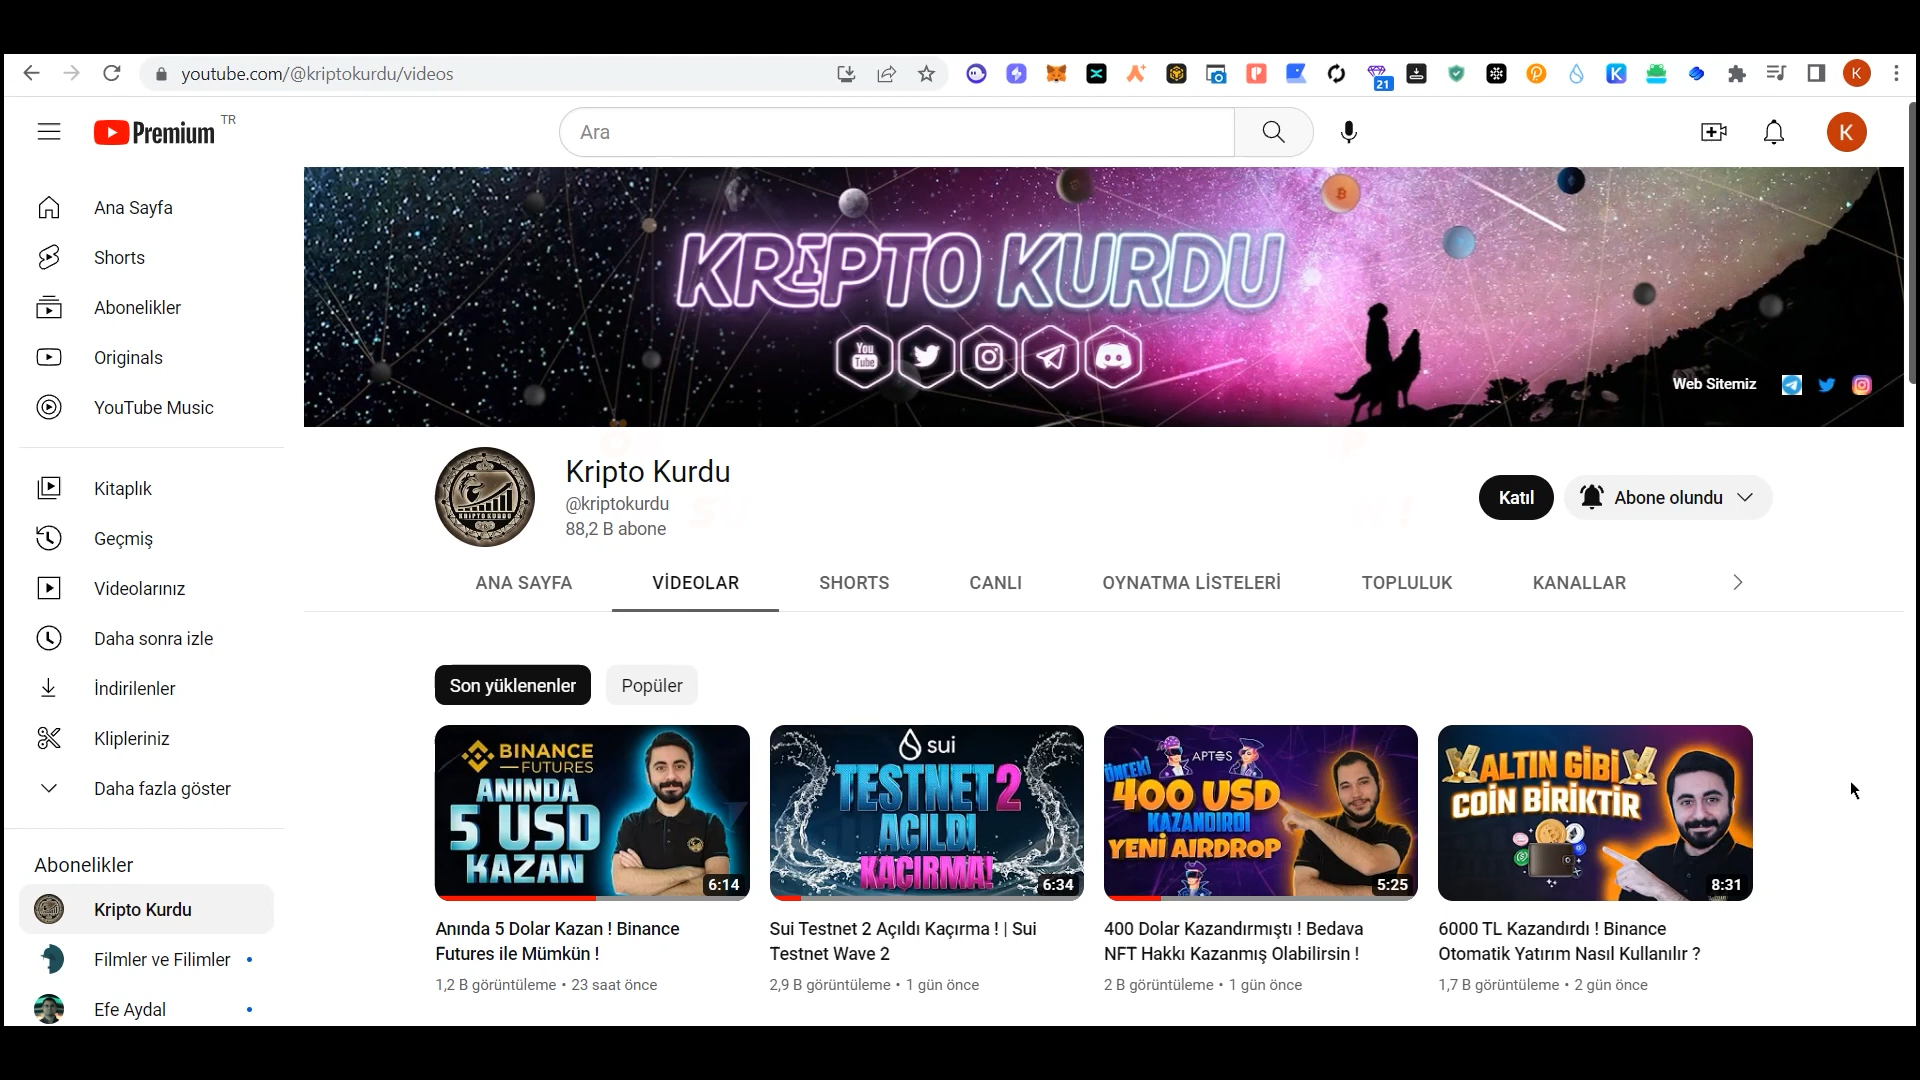 youtube.com/@kriptokurdu/videos
21
K
Premium TR
Ara
K
Ana Sayfa
Shorts
Abonelikler
Originals
YouTube Music
Kitaplık
Geçmiş
Videolarınız
Daha sonra izle
İndirilenler
Klipleriniz
Daha fazla göster
Abonelikler
Kripto Kurdu
Filmler ve Filimler
Efe Aydal
KRİPTO KURDU
You
Tube
Web Sitemiz
KRIPTO KURDU
Kripto Kurdu
@kriptokurdu
88,2 B abone
Katıl
Abone olundu
ANA SAYFA
VİDEOLAR
SHORTS
CANLI
OYNATMA LİSTELERİ
TOPLULUK
KANALLAR
Son yüklenenler
Popüler
BINANCE
FUTURES
ANINDA
5 USD
KAZAN
6:14
Anında 5 Dolar Kazan ! Binance
Futures ile Mümkün !
1,2 B görüntüleme • 23 saat önce
sui
TESTNET 2
AÇILDI
KAÇIRMA!
6:34
Sui Testnet 2 Açıldı Kaçırma ! | Sui
Testnet Wave 2
2,9 B görüntüleme • 1 gün önce
APTOS
ÖNCEKİ
400 USD
KAZANDIRDI
YENİ AIRDROP
5:25
400 Dolar Kazandırmıştı ! Bedava
NFT Hakkı Kazanmış Olabilirsin !
2 B görüntüleme • 1 gün önce
ALTIN GİBİ
COİN BİRİKTİR
8:31
6000 TL Kazandırdı ! Binance
Otomatik Yatırım Nasıl Kullanılır ?
1,7 B görüntüleme • 2 gün önce